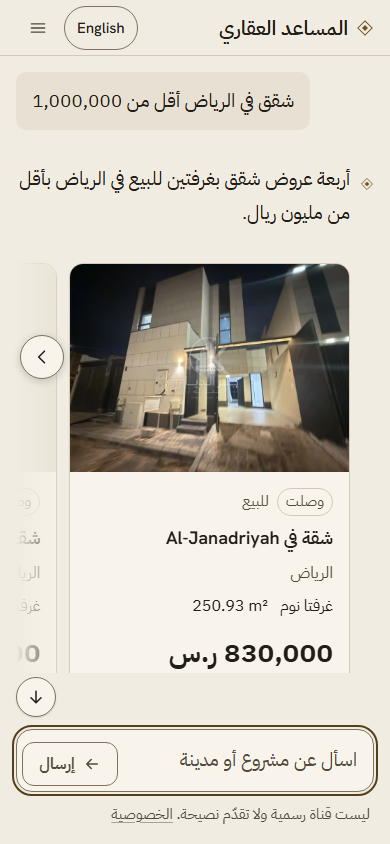 المساعد العقاري
English
شقق في الرياض أقل من 1,000,000
أربعة عروض شقق بغرفتين للبيع في الرياض بأقل
من مليون ريال.
وصلت
للبيع
شقة في Al-Janadriyah
الرياض
غرفتا نوم 250.93 m²
830,000 ر.س
اسأل عن مشروع أو مدينة
إرسال
ليست قناة رسمية ولا تقدّم نصيحة. الخصوصية